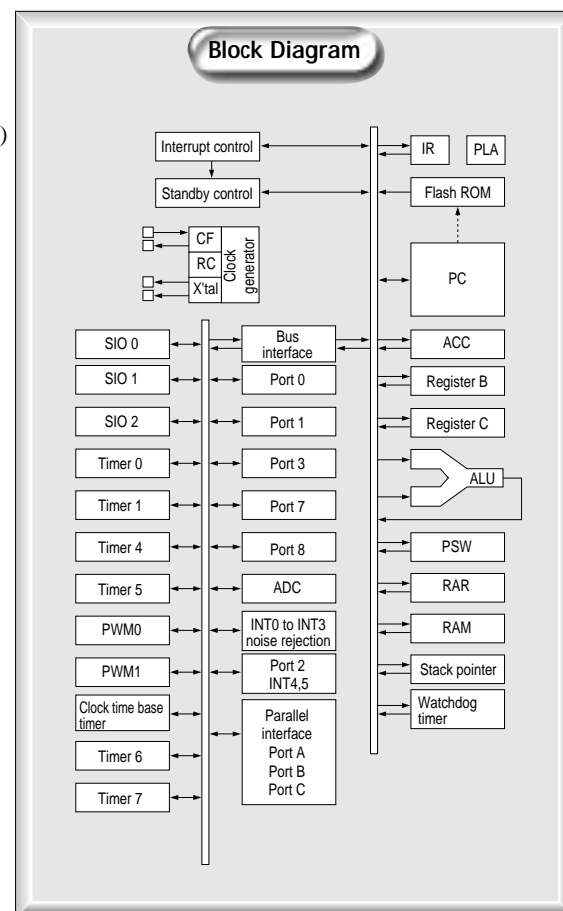 Block Diagram
)
Interrupt control
Standby control
CF
RC
X'tal
Clock
generator
IR
PLA
Flash ROM
PC
SIO 0
SIO 1
SIO 2
Timer 0
Timer 1
Timer 4
Timer 5
PWM0
PWM1
Clock time base
timer
Timer 6
Timer 7
Bus
interface
Port 0
Port 1
Port 3
Port 7
Port 8
ADC
INT0 to INT3
noise rejection
Port 2
INT4,5
Parallel
interface
Port A
Port B
Port C
ACC
Register B
Register C
ALU
PSW
RAR
RAM
Stack pointer
Watchdog
timer